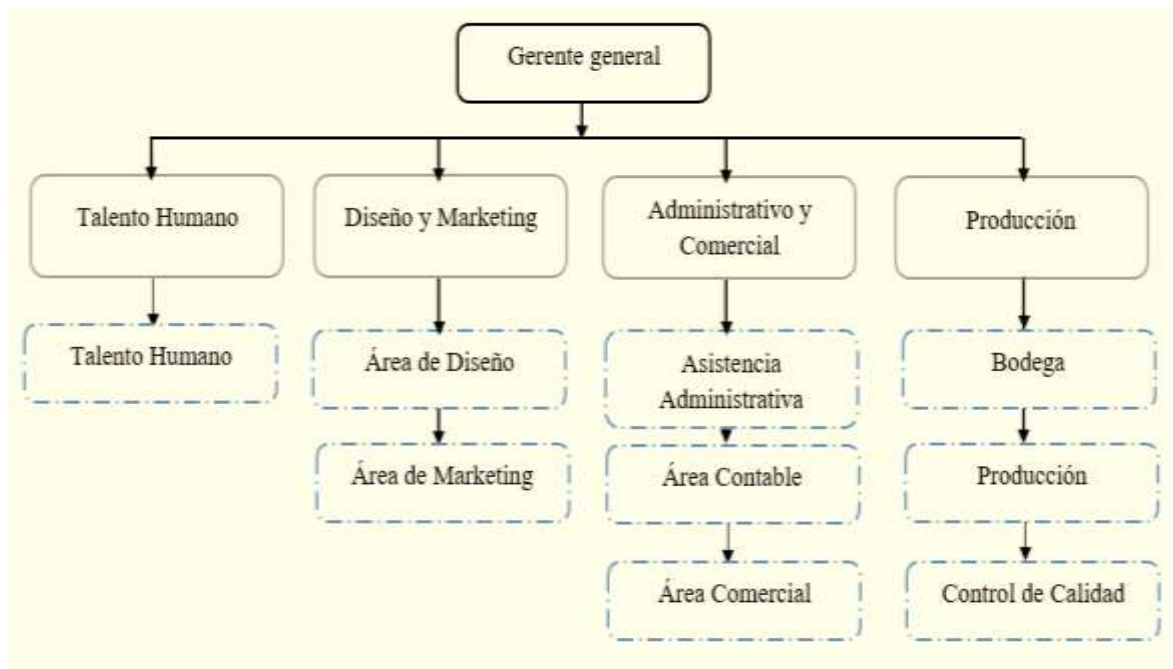 Gerente general
Talento Humano
Diseño y Marketing
Administrativo y
Comercial
Producción
Talento Humano
Área de Diseño
Asistencia
Administrativa
Bodega
Área de Marketing
Área Contable
Producción
Área Comercial
Control de Calidad